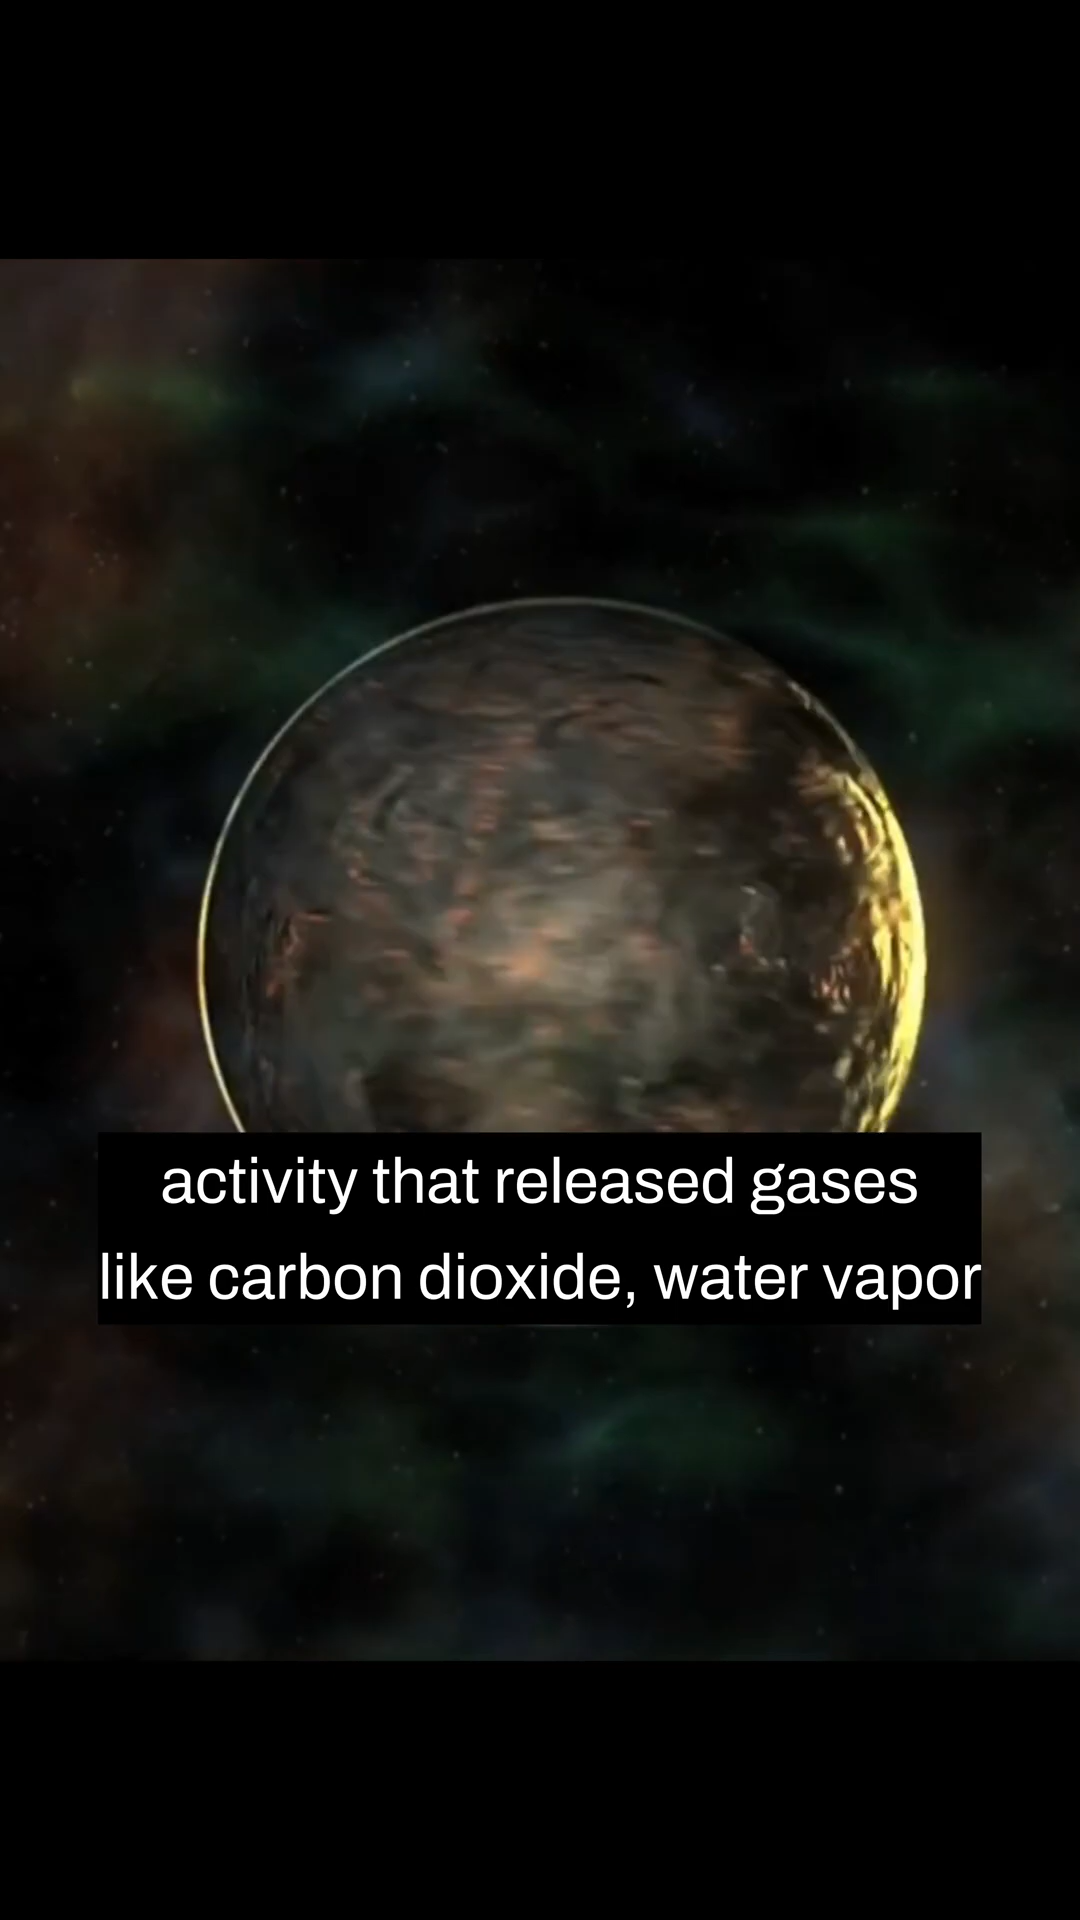 activity that released gases
like carbon dioxide, water vapor